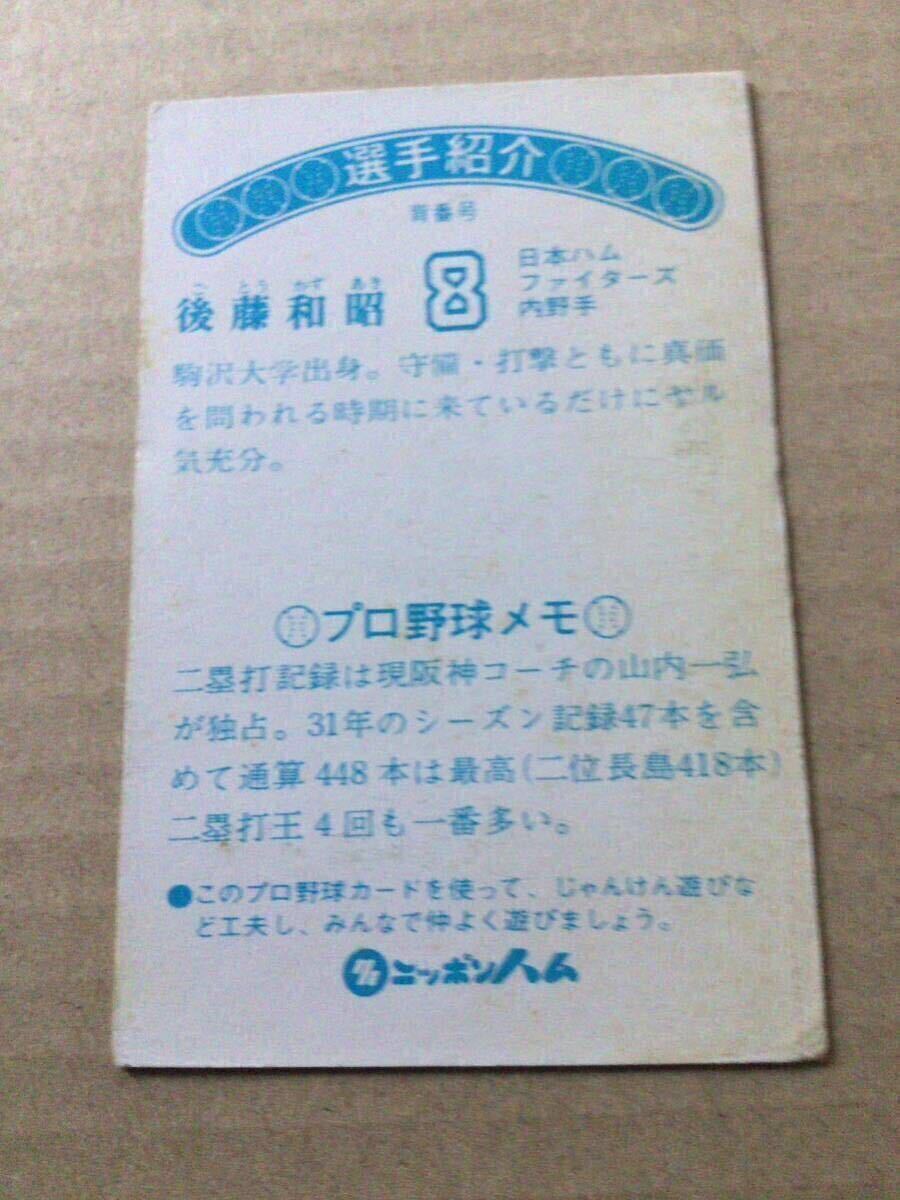 選手紹介
背番号
ご とう かず あき
後藤和昭
8
日本ハム
ファイターズ
内野手
駒沢大学出身。守備・打撃ともに真価
を問われる時期に来ているだけにヤル
気充分。
プロ野球メモ
二塁打記録は現阪神コーチの山内一弘
が独占。31年のシーズン記録47本を含
めて通算448本は最高(二位長島418本)
二塁打王4回も一番多い。
●このプロ野球カードを使って、じゃんけん遊びな
ど工夫し、みんなで仲よく遊びましょう。
ニッポンハム